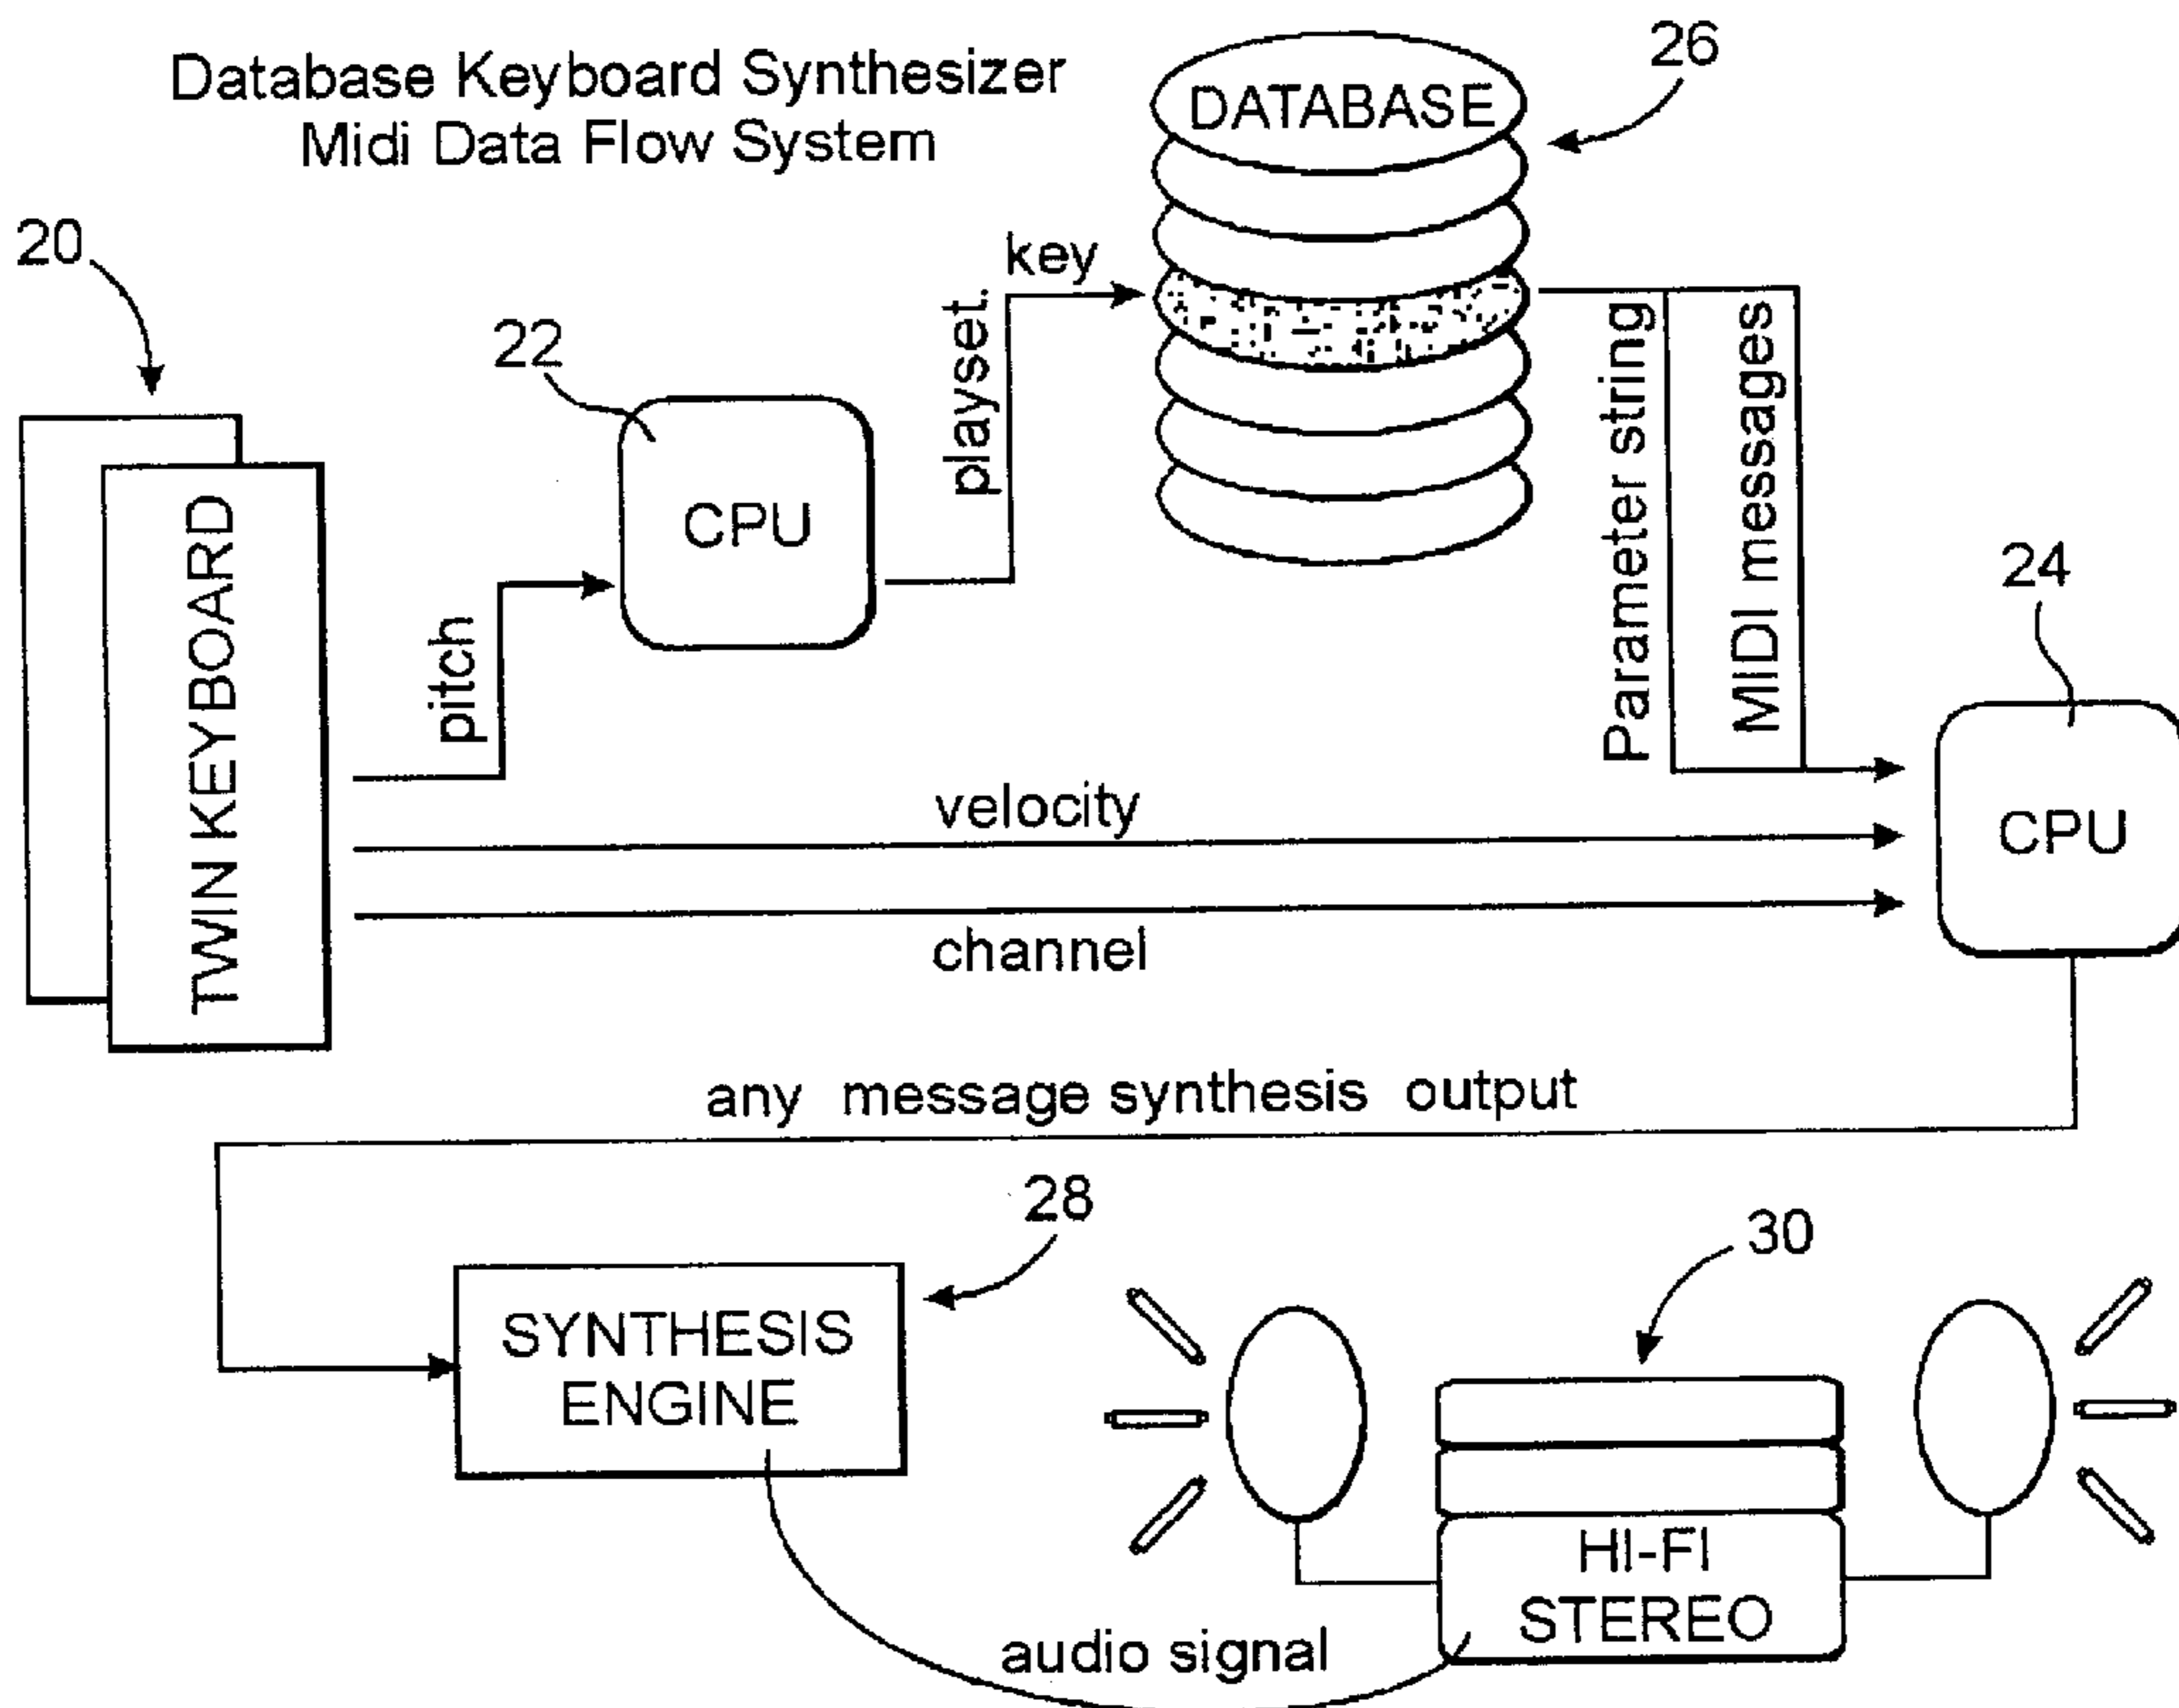 Database Keyboard Synthesizer
Midi Data Flow System
26
DATABASE
20
key
22
playset.
Parameter string
MIDI messages
CPU
24
TWIN KEYBOARD
pitch
velocity
CPU
channel
any message synthesis output
28
30
SYNTHESIS
ENGINE
HI-FI
STEREO
audio signal